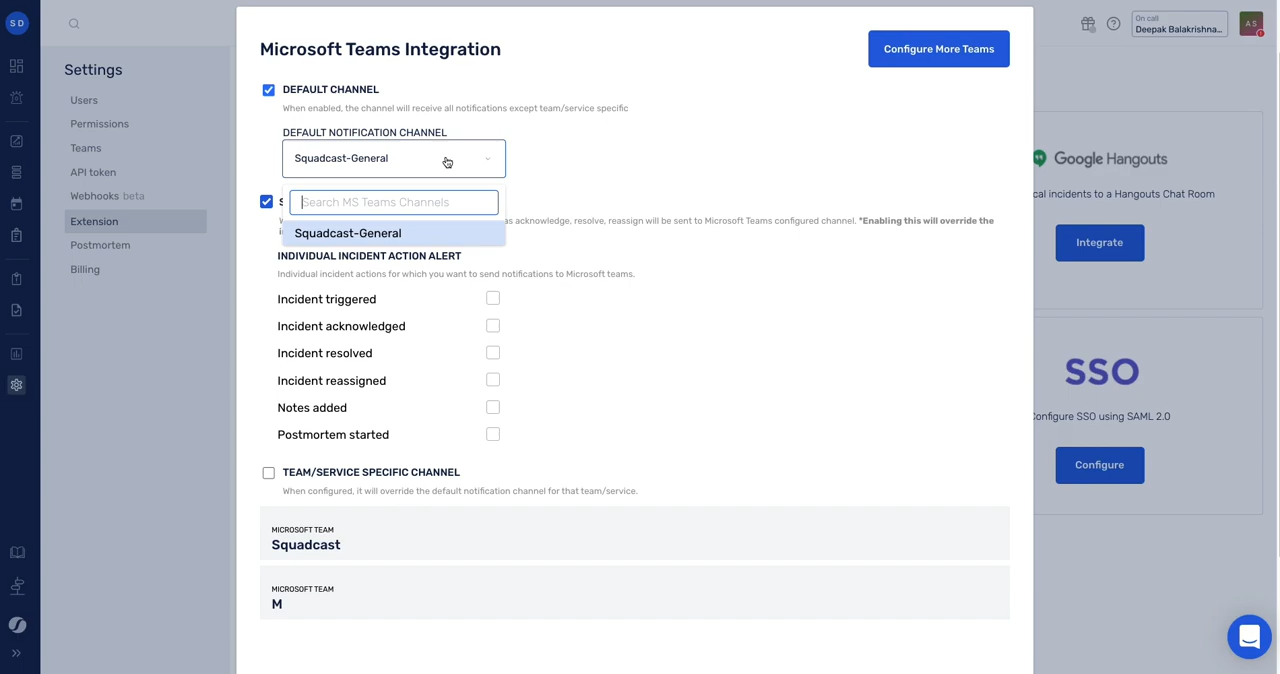 SD
On call
Deepak Balakrishna...
AS
Settings
Users
Permissions
Teams
API token
Webhooks beta
Extension
Postmortem
Billing
Microsoft Teams Integration
Configure More Teams
DEFAULT CHANNEL
When enabled, the channel will receive all notifications except team/service specific
DEFAULT NOTIFICATION CHANNEL
Squadcast-General
Search MS Teams Channels
Squadcast-General
as acknowledge, resolve, reassign will be sent to Microsoft Teams configured channel. *Enabling this will override the
INDIVIDUAL INCIDENT ACTION ALERT
Individual incident actions for which you want to send notifications to Microsoft teams.
Incident triggered
Incident acknowledged
Incident resolved
Incident reassigned
Notes added
Postmortem started
TEAM/SERVICE SPECIFIC CHANNEL
When configured, it will override the default notification channel for that team/service.
MICROSOFT TEAM
Squadcast
MICROSOFT TEAM
M
Google Hangouts
cal incidents to a Hangouts Chat Room
Integrate
SSO
Configure SSO using SAML 2.0
Configure